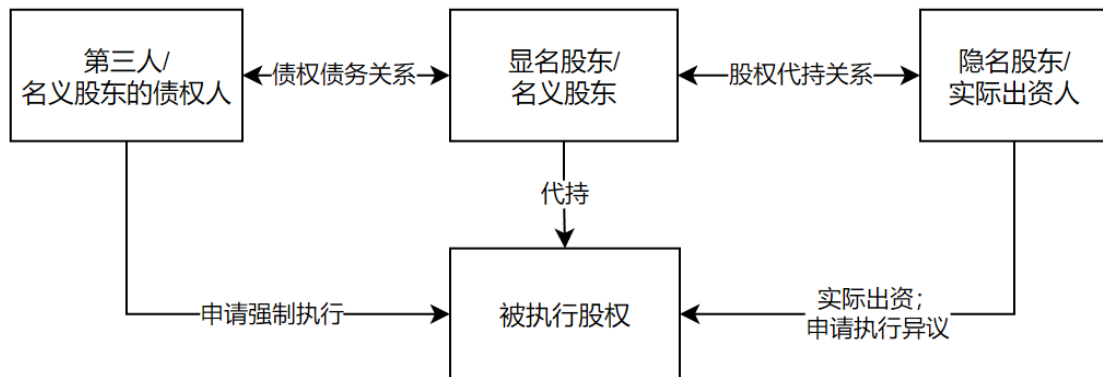 第三人/
名义股东的债权人
债权债务关系
显名股东/
名义股东
股权代持关系
隐名股东/
实际出资人
代持
申请强制执行
被执行股权
实际出资；
申请执行异议